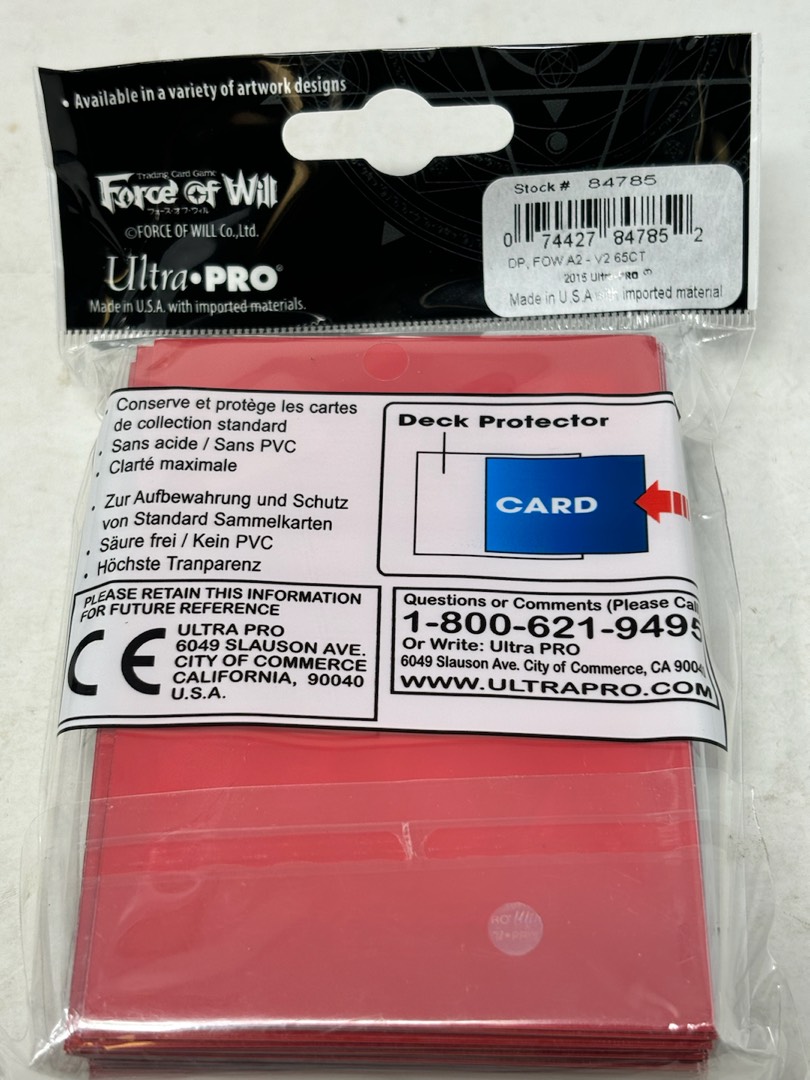 • Available in a variety of artwork designs
Trading Card Game
Force of Will
フォース・オブ・ウィル
©FORCE OF WILL Co.,Ltd.
Ultra•PRO®
Made in U.S.A. with imported materials.
Stock # 84785
0 74427 84785 2
DP, FOW A2 - V2 65CT
2015 Ultra PRO ®
Made in U.S.A with imported material
• Conserve et protège les cartes
de collection standard
• Sans acide / Sans PVC
• Clarté maximale
• Zur Aufbewahrung und Schutz
von Standard Sammelkarten
• Säure frei / Kein PVC
• Höchste Tranparenz
Deck Protector
CARD
PLEASE RETAIN THIS INFORMATION
FOR FUTURE REFERENCE
CE
ULTRA PRO
6049 SLAUSON AVE.
CITY OF COMMERCE
CALIFORNIA, 90040
U.S.A.
Questions or Comments (Please Call
1-800-621-9495
Or Write: Ultra PRO
6049 Slauson Ave. City of Commerce, CA 90040
WWW.ULTRAPRO.COM